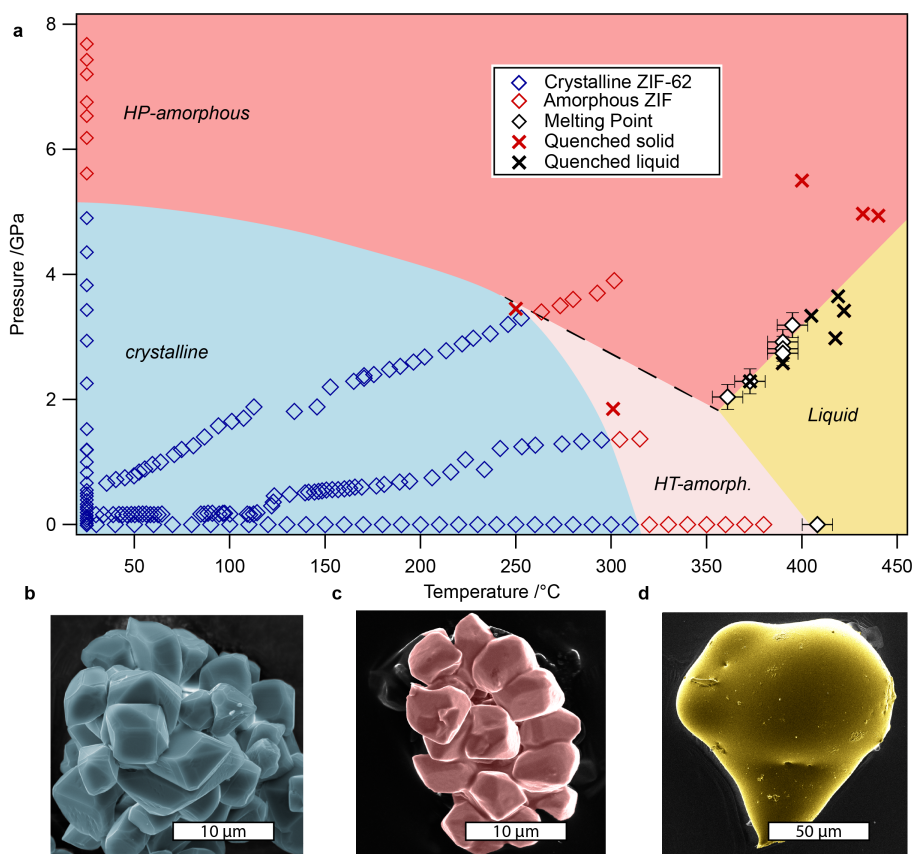 a
8
6
4
2
0
Pressure /GPa
HP-amorphous
Crystalline ZIF-62
Amorphous ZIF
Melting Point
Quenched solid
Quenched liquid
crystalline
Liquid
HT-amorph.
50 100 150 200 250 300 350 400 450
Temperature /°C
b
c
d
10 µm
10 µm
50 µm